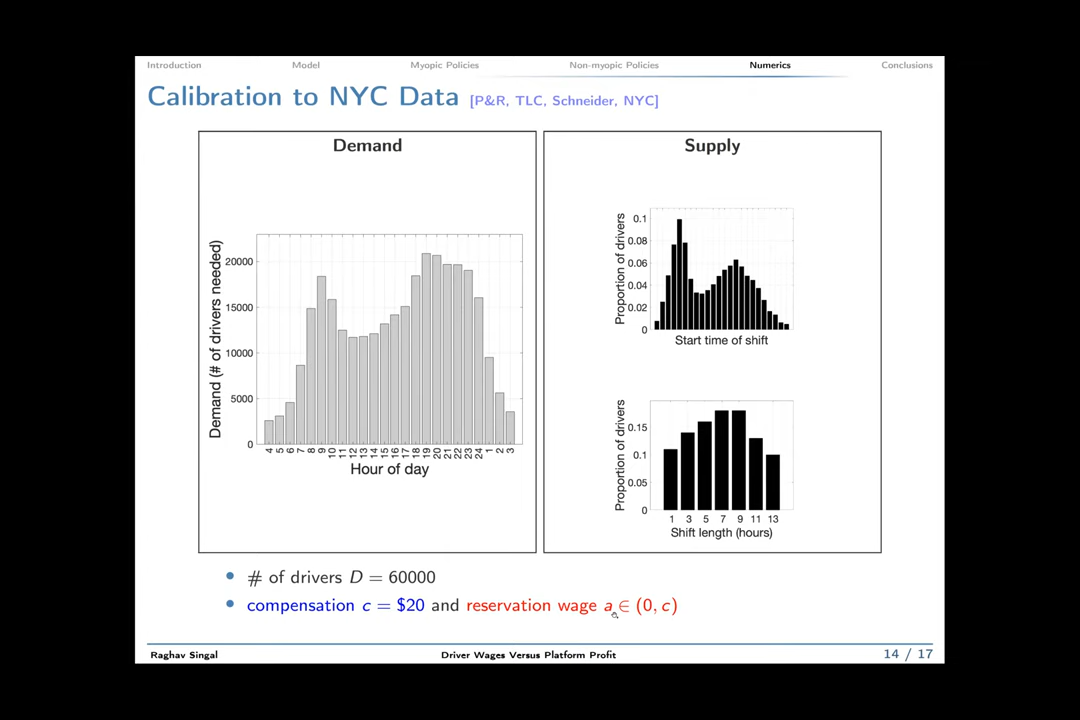 Introduction Model Myopic Policies Non-myopic Policies Numerics Conclusions
Calibration to NYC Data [P&R, TLC, Schneider, NYC]
Demand
Demand (# of drivers needed)
20000
15000
10000
5000
0
4 5 6 7 8 9 10 11 12 13 14 15 16 17 18 19 20 21 22 23 24 1 2 3
Hour of day
Supply
Proportion of drivers
0.1
0.08
0.06
0.04
0.02
0
Start time of shift
Proportion of drivers
0.15
0.1
0.05
0
1 3 5 7 9 11 13
Shift length (hours)
• # of drivers D = 60000
• compensation c = $20 and reservation wage a ∈ (0, c)
Raghav Singal Driver Wages Versus Platform Profit 14 / 17